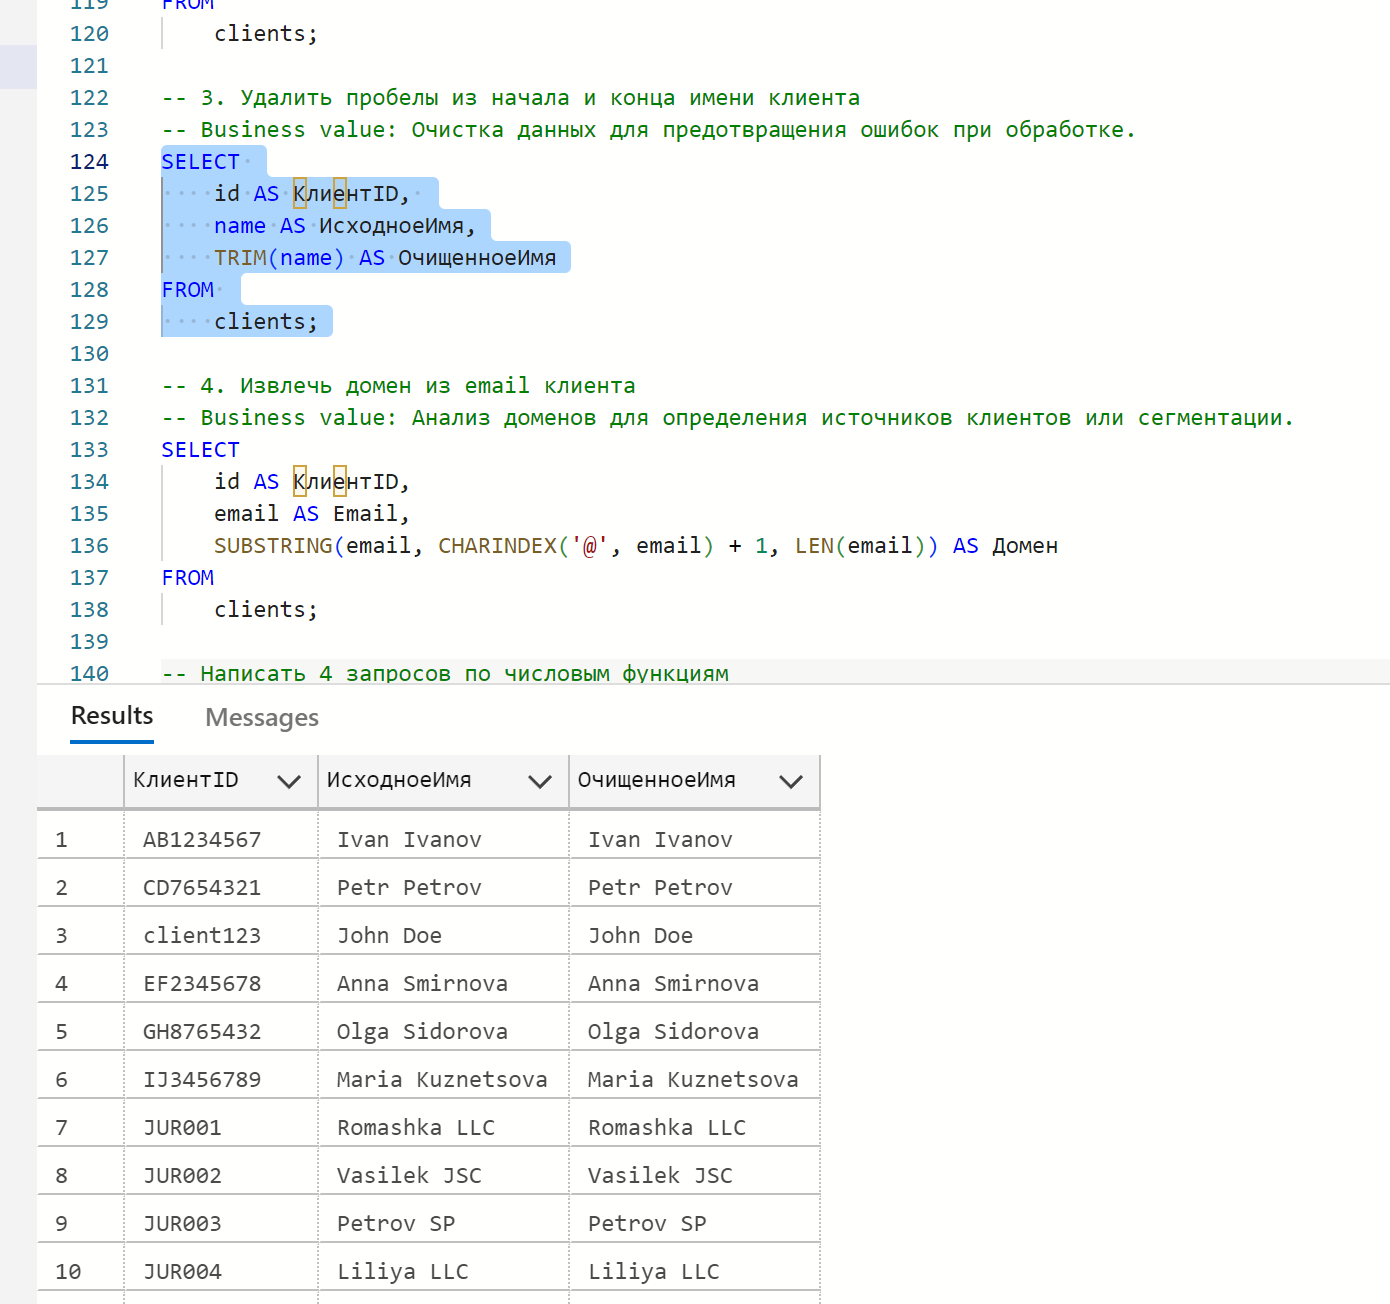 119 FROM
120 clients;
121
122 -- 3. Удалить пробелы из начала и конца имени клиента
123 -- Business value: Очистка данных для предотвращения ошибок при обработке.
124 SELECT
125 id AS КлиентID,
126 name AS ИсходноеИмя,
127 TRIM(name) AS ОчищенноеИмя
128 FROM
129 clients;
130
131 -- 4. Извлечь домен из email клиента
132 -- Business value: Анализ доменов для определения источников клиентов или сегментации.
133 SELECT
134 id AS КлиентID,
135 email AS Email,
136 SUBSTRING(email, CHARINDEX('@', email) + 1, LEN(email)) AS Домен
137 FROM
138 clients;
139
140 -- Написать 4 запросов по числовым функциям
Results Messages
КлиентID ИсходноеИмя ОчищенноеИмя
1 AB1234567 Ivan Ivanov Ivan Ivanov
2 CD7654321 Petr Petrov Petr Petrov
3 client123 John Doe John Doe
4 EF2345678 Anna Smirnova Anna Smirnova
5 GH8765432 Olga Sidorova Olga Sidorova
6 IJ3456789 Maria Kuznetsova Maria Kuznetsova
7 JUR001 Romashka LLC Romashka LLC
8 JUR002 Vasilek JSC Vasilek JSC
9 JUR003 Petrov SP Petrov SP
10 JUR004 Liliya LLC Liliya LLC